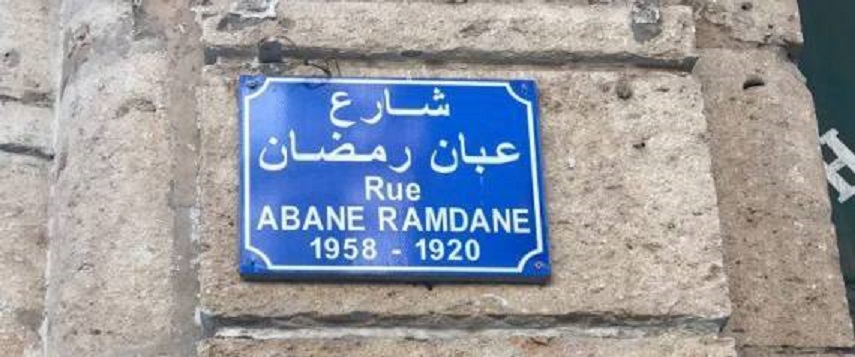 شارع
عبان رمضان
Rue
ABANE RAMDANE
1958 - 1920
H